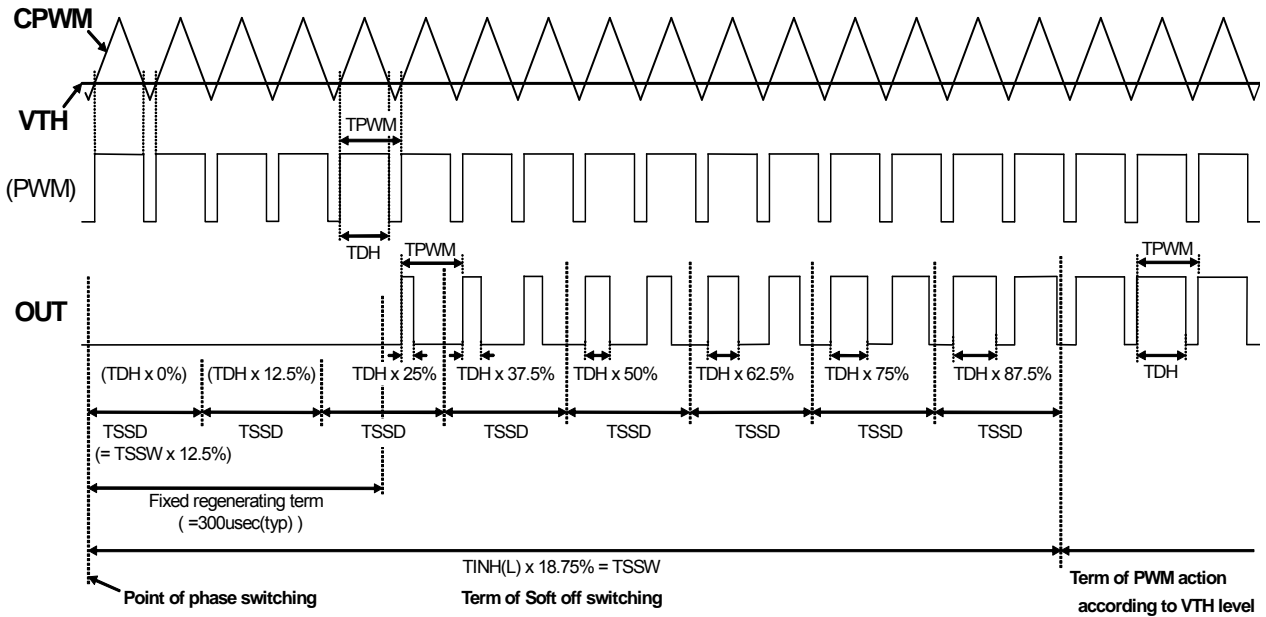 CPWM
VTH
TPWM
(PWM)
TDH
TPWM
TPWM
OUT
(TDH x 0%) (TDH x 12.5%) TDH x 25% TDH x 37.5% TDH x 50% TDH x 62.5% TDH x 75% TDH x 87.5% TDH
TSSD TSSD TSSD TSSD TSSD TSSD TSSD TSSD
(= TSSW x 12.5%)
Fixed regenerating term
( =300usec(typ) )
TINH(L) x 18.75% = TSSW
Point of phase switching
Term of Soft off switching
Term of PWM action
according to VTH level